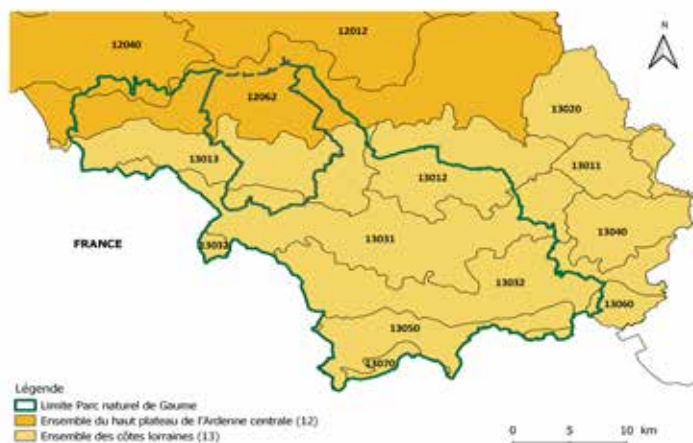 12040
12012
N
12062
13020
13013
13011
13012
13040
FRANCE
13032
13031
13032
13060
13050
13070
Légende
Limite Parc naturel de Gaume
Ensemble du haut plateau de l'Ardenne centrale (12)
Ensemble des côtes lorraines (13)
0 5 10 km